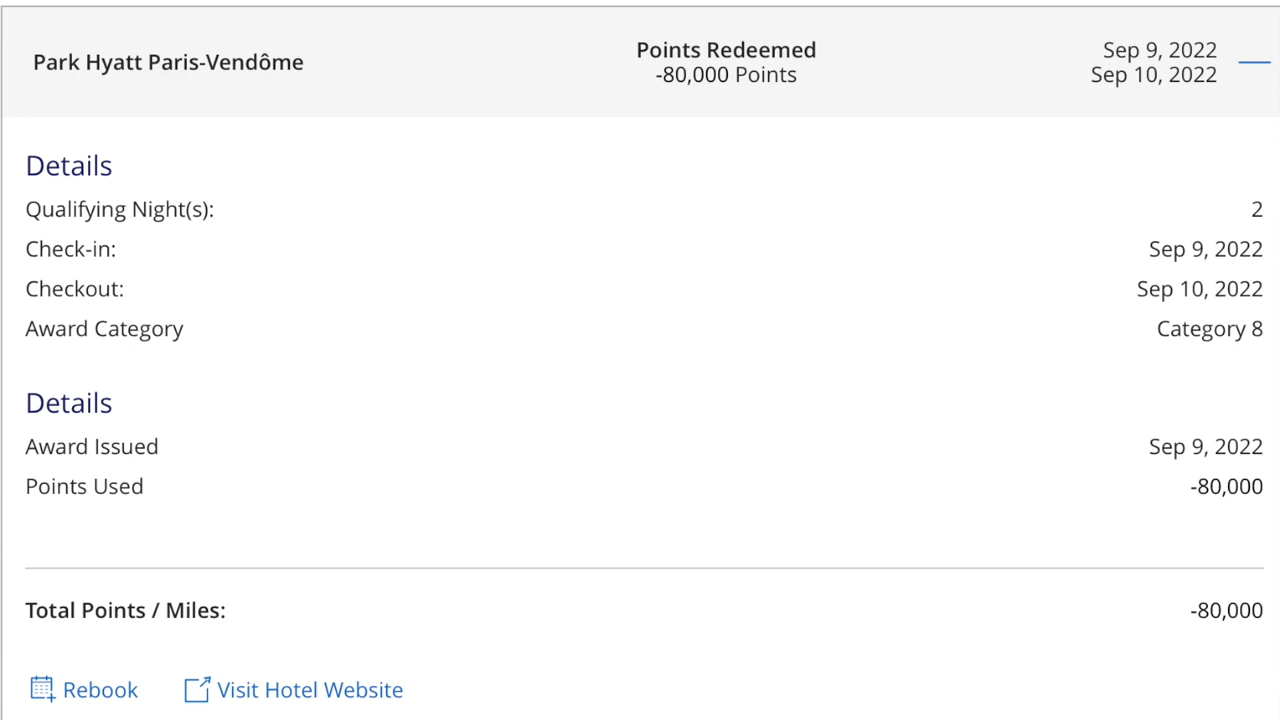 Park Hyatt Paris-Vendôme
Points Redeemed
-80,000 Points
Sep 9, 2022
Sep 10, 2022
Details
Qualifying Night(s): 2
Check-in: Sep 9, 2022
Checkout: Sep 10, 2022
Award Category Category 8
Details
Award Issued Sep 9, 2022
Points Used -80,000
Total Points / Miles: -80,000
Rebook Visit Hotel Website